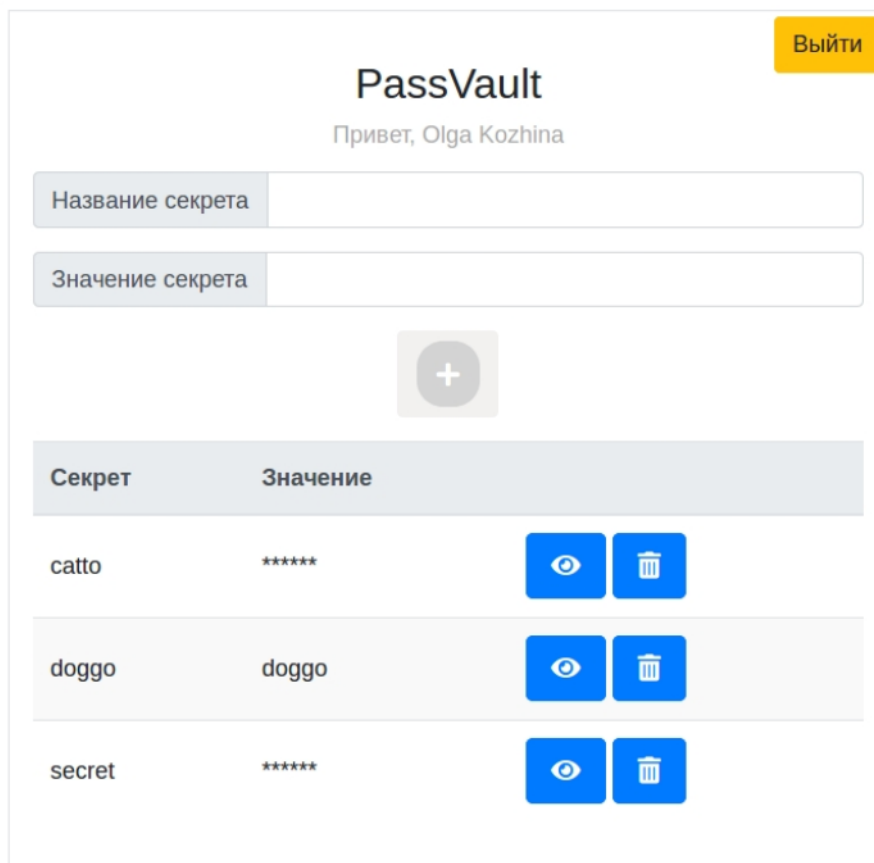 Выйти
PassVault
Привет, Olga Kozhina
Название секрета
Значение секрета
+
Секрет Значение
catto ******
doggo doggo
secret ******